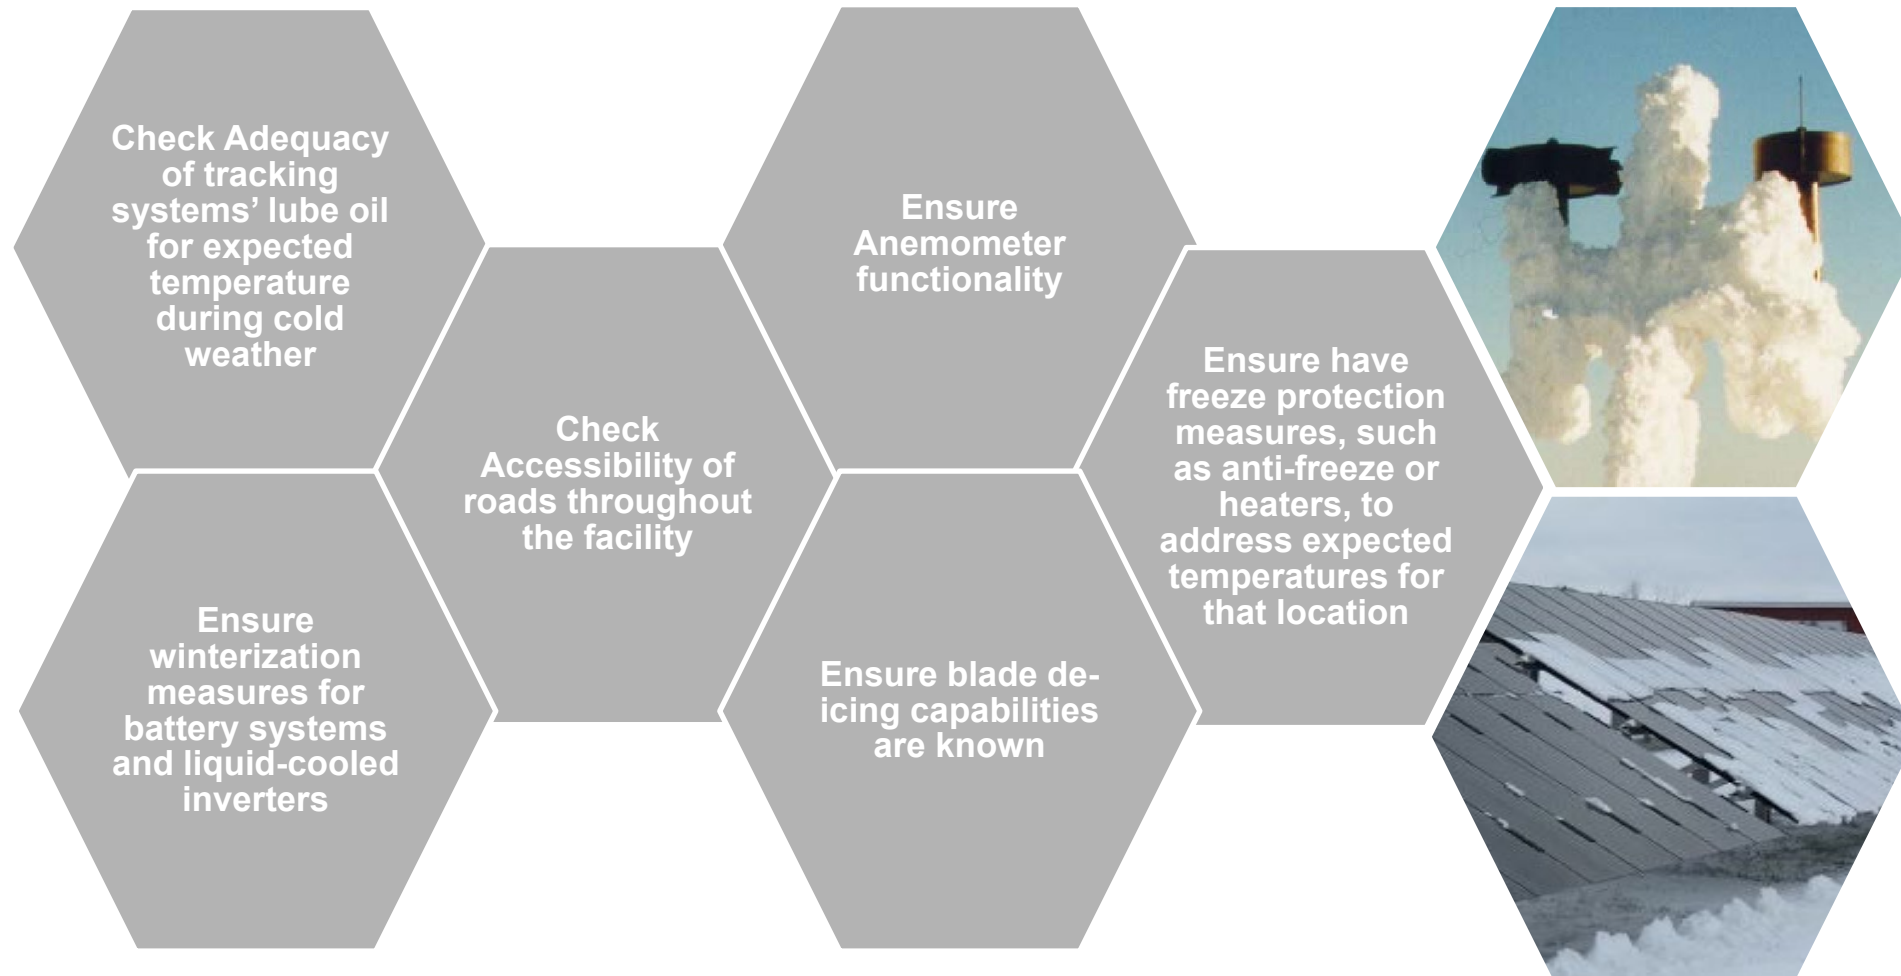 Check Adequacy
of tracking
systems’ lube oil
for expected
temperature
during cold
weather
Ensure
winterization
measures for
battery systems
and liquid-cooled
inverters
Check
Accessibility of
roads throughout
the facility
Ensure
Anemometer
functionality
Ensure blade de-
icing capabilities
are known
Ensure have
freeze protection
measures, such
as anti-freeze or
heaters, to
address expected
temperatures for
that location